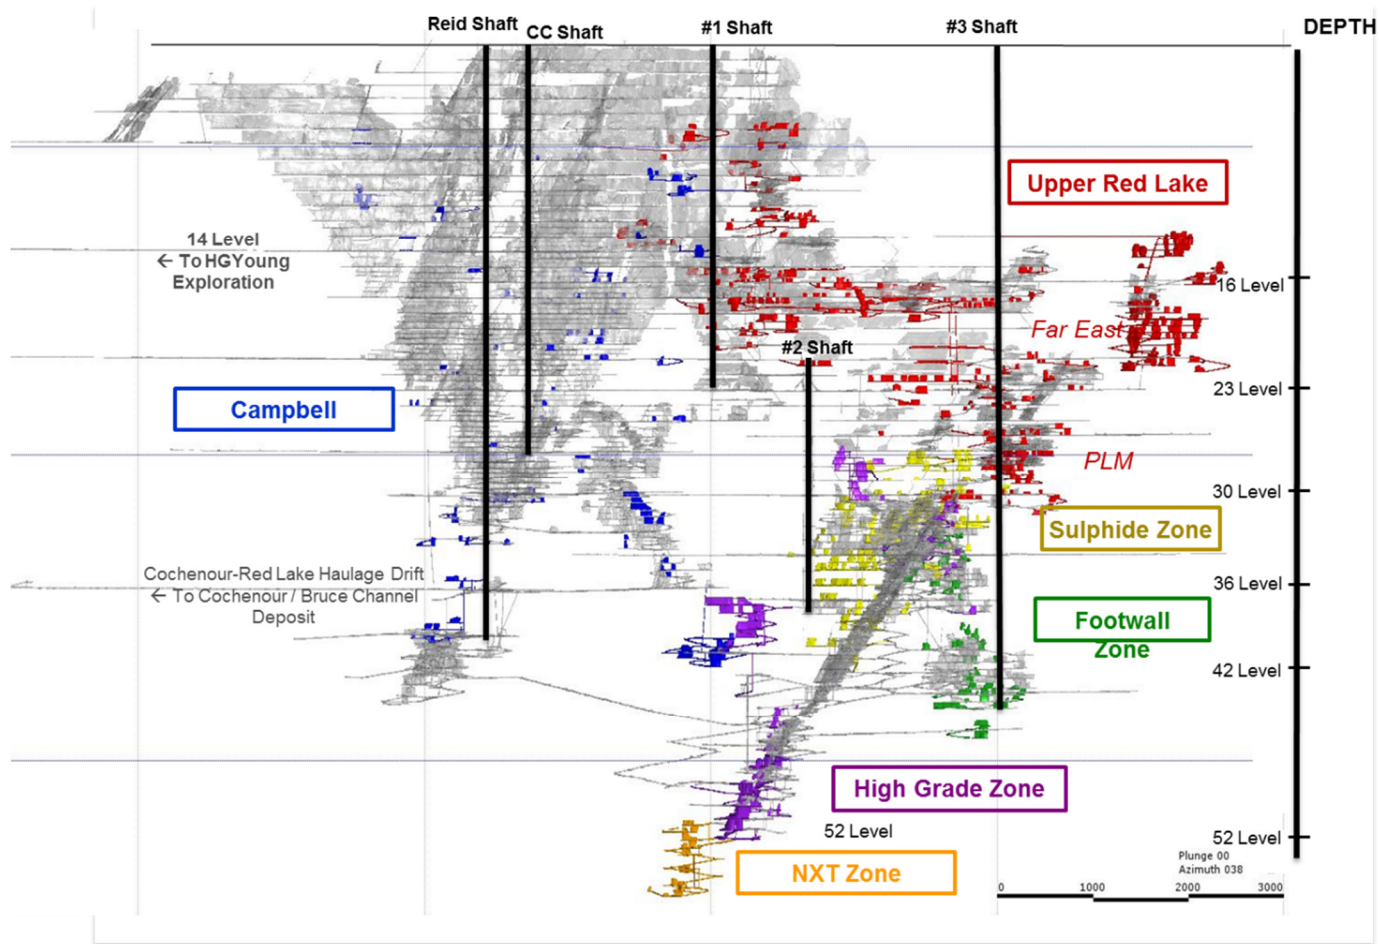 Reid Shaft
CC Shaft
#1 Shaft
#3 Shaft
DEPTH
Upper Red Lake
14 Level
← To HGYoung
Exploration
16 Level
Far East
#2 Shaft
23 Level
Campbell
PLM
30 Level
Sulphide Zone
Cochenour-Red Lake Haulage Drift
← To Cochenour / Bruce Channel
Deposit
36 Level
Footwall
Zone
42 Level
High Grade Zone
52 Level
52 Level
NXT Zone
Plunge 00
Azimuth 038
0 1000 2000 3000